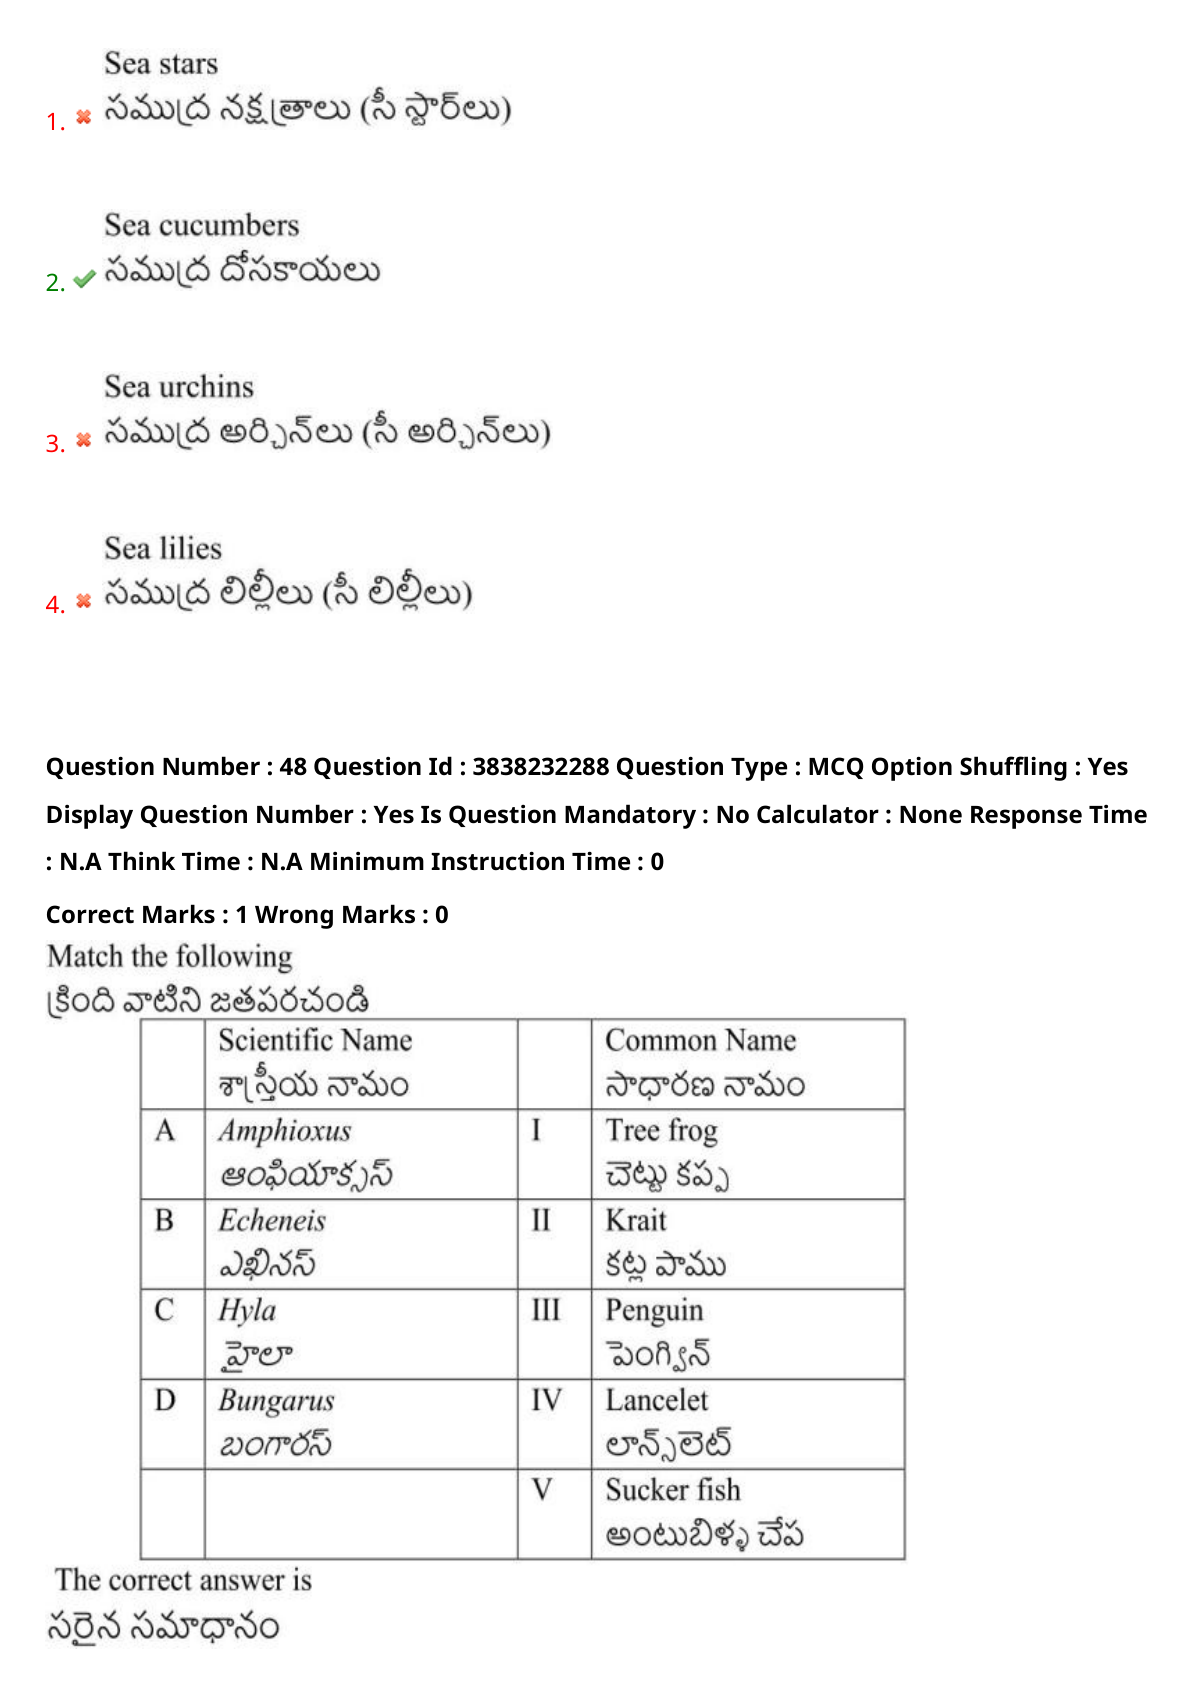 Sea stars
1. సముద్ర నక్షత్రాలు (సీ స్టార్‌లు)
Sea cucumbers
2. సముద్ర దోసకాయలు
Sea urchins
3. సముద్ర అర్చిన్‌లు (సీ అర్చిన్‌లు)
Sea lilies
4. సముద్ర లిల్లీలు (సీ లిల్లీలు)
Question Number : 48 Question Id : 3838232288 Question Type : MCQ Option Shuffling : Yes
Display Question Number : Yes Is Question Mandatory : No Calculator : None Response Time
: N.A Think Time : N.A Minimum Instruction Time : 0
Correct Marks : 1 Wrong Marks : 0
Match the following
క్రింది వాటిని జతపరచండి
Scientific Name Common Name
శాస్త్రీయ నామం సాధారణ నామం
A Amphioxus I Tree frog
ఆంఫియాక్సస్ చెట్టు కప్ప
B Echeneis II Krait
ఎఖినస్ కట్ల పాము
C Hyla III Penguin
హైలా పెంగ్విన్
D Bungarus IV Lancelet
బంగారస్ లాన్స్‌లెట్
V Sucker fish
అంటుబిళ్ళ చేప
The correct answer is
సరైన సమాధానం